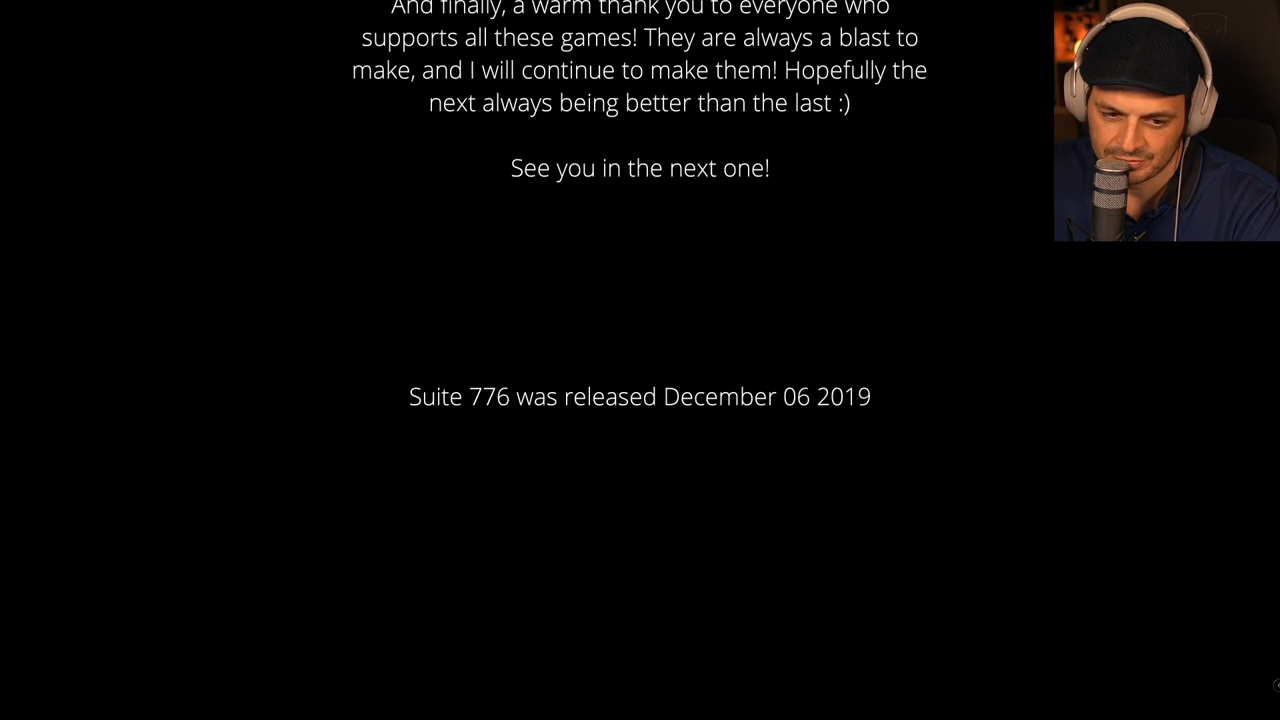 And finally, a warm thank you to everyone who
supports all these games! They are always a blast to
make, and I will continue to make them! Hopefully the
next always being better than the last :)
See you in the next one!
Suite 776 was released December 06 2019